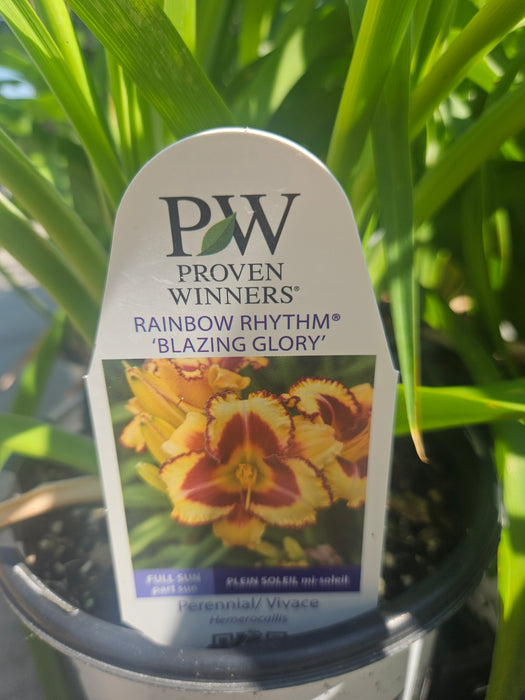 PW
PROVEN
WINNERS®
RAINBOW RHYTHM®
'BLAZING GLORY'
FULL SUN PLEIN SOLEIL mi-soleil
part sun
Perennial/ Vivace
Hemerocallis